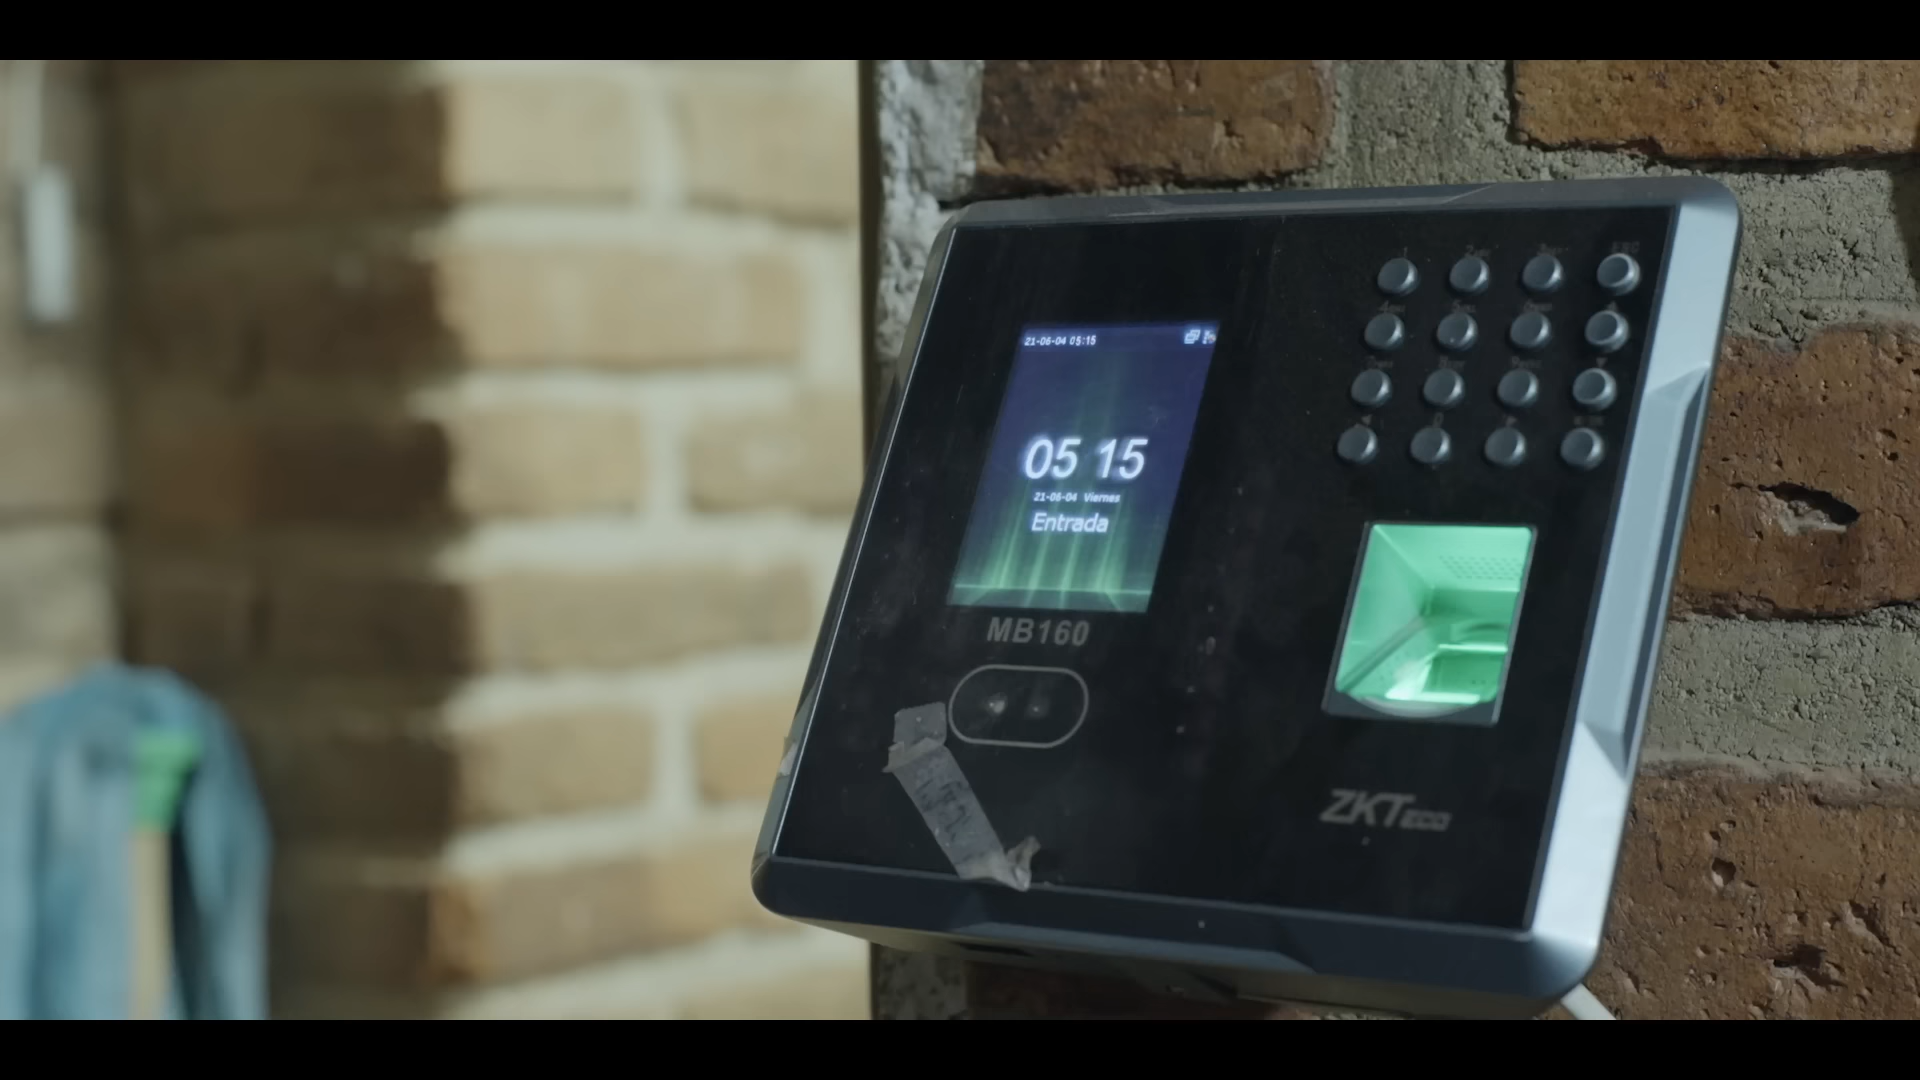 21-06-04 05:15
05 15
21-06-04 Viernes
Entrada
MB160
ZKTeco